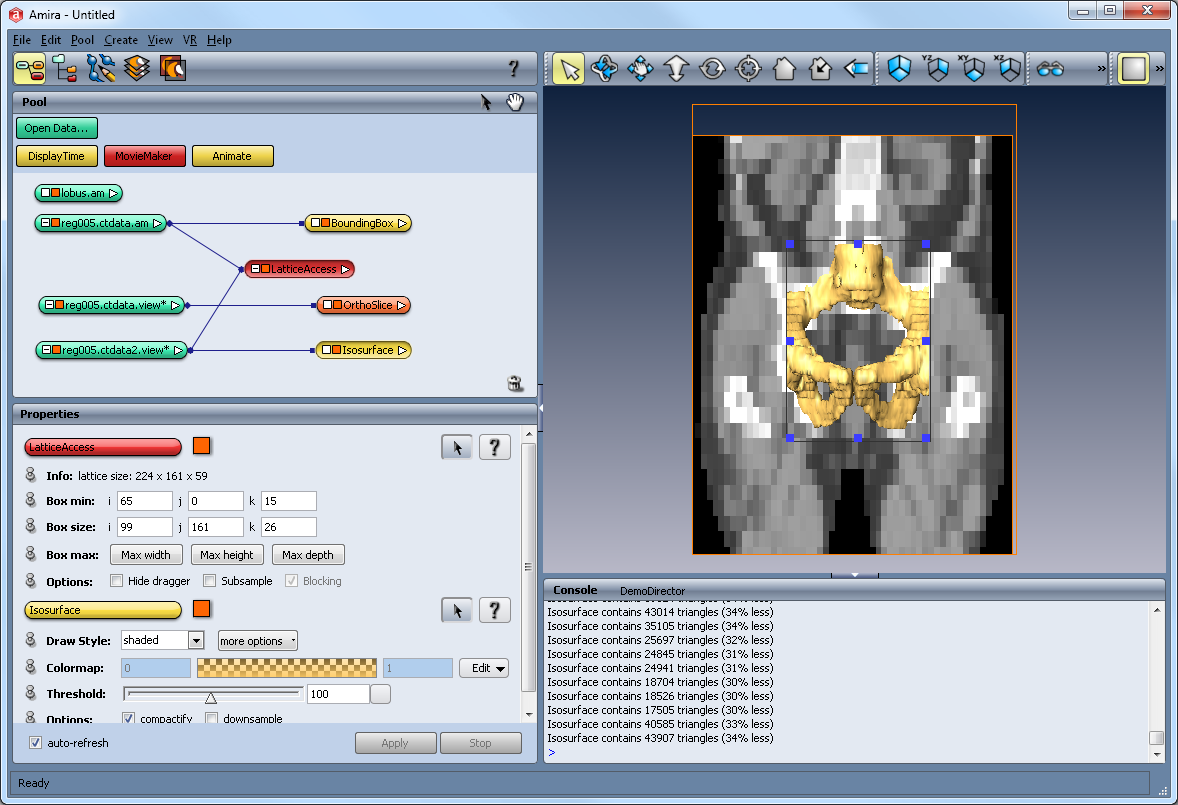 Amira - Untitled
File Edit Pool Create View VR Help
?
YZ XY XZ » »
Pool
Open Data...
DisplayTime MovieMaker Animate
lobus.am
reg005.ctdata.am BoundingBox
LatticeAccess
reg005.ctdata.view* OrthoSlice
reg005.ctdata2.view* Isosurface
Properties
LatticeAccess ?
Info: lattice size: 224 x 161 x 59
Box min: i 65 j 0 k 15
Box size: i 99 j 161 k 26
Box max: Max width Max height Max depth
Options: Hide dragger Subsample Blocking
Isosurface ?
Draw Style: shaded more options
Colormap: 0 1 Edit
Threshold: 100
Options: compactify downsample
auto-refresh Apply Stop
Console DemoDirector
Isosurface contains 43014 triangles (34% less)
Isosurface contains 35105 triangles (34% less)
Isosurface contains 25697 triangles (32% less)
Isosurface contains 24845 triangles (31% less)
Isosurface contains 24941 triangles (31% less)
Isosurface contains 18704 triangles (30% less)
Isosurface contains 18526 triangles (30% less)
Isosurface contains 17505 triangles (30% less)
Isosurface contains 40585 triangles (33% less)
Isosurface contains 43907 triangles (34% less)
>
Ready